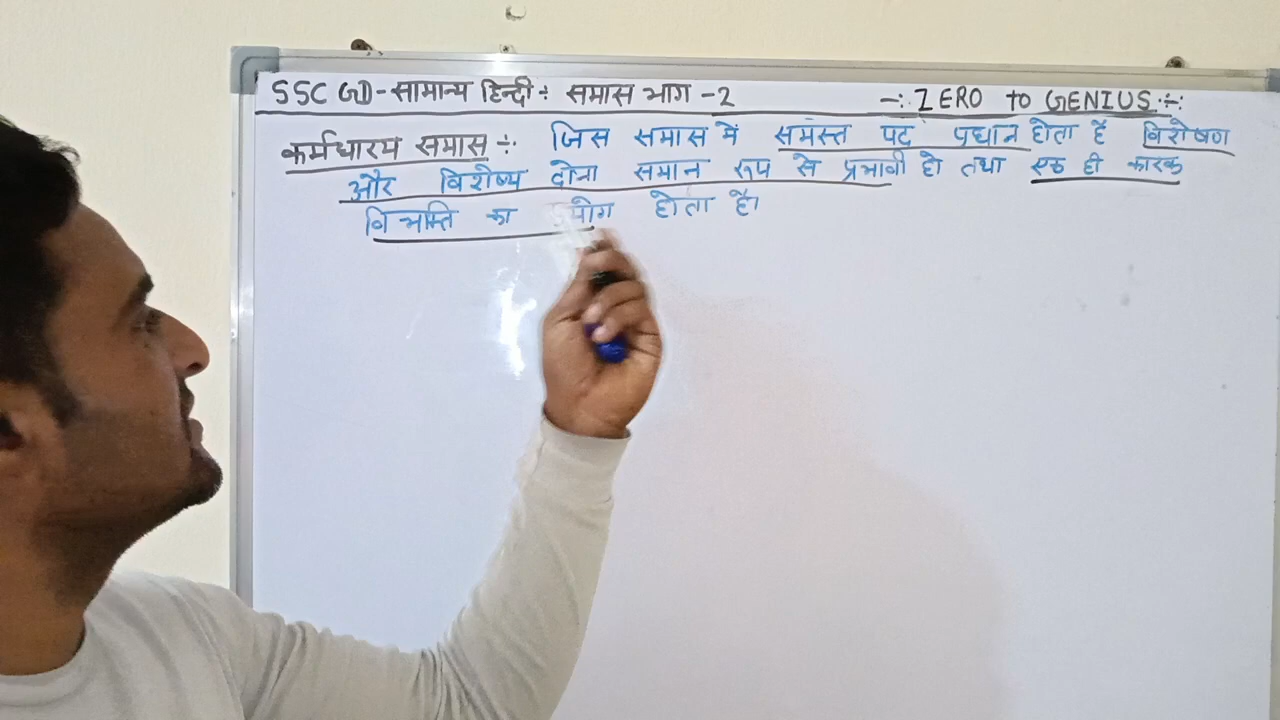 SSC GD-सामान्य हिन्दी÷ समास भाग -2 -:ZERO to GENIUS.÷:
कर्मधारय समास ÷ जिस समास में समस्त पद प्रधान होता है विशेषण
और विशेष्य दोनो समान रूप से प्रभावी हो तथा एक ही कारक
विभक्ति का होता है।